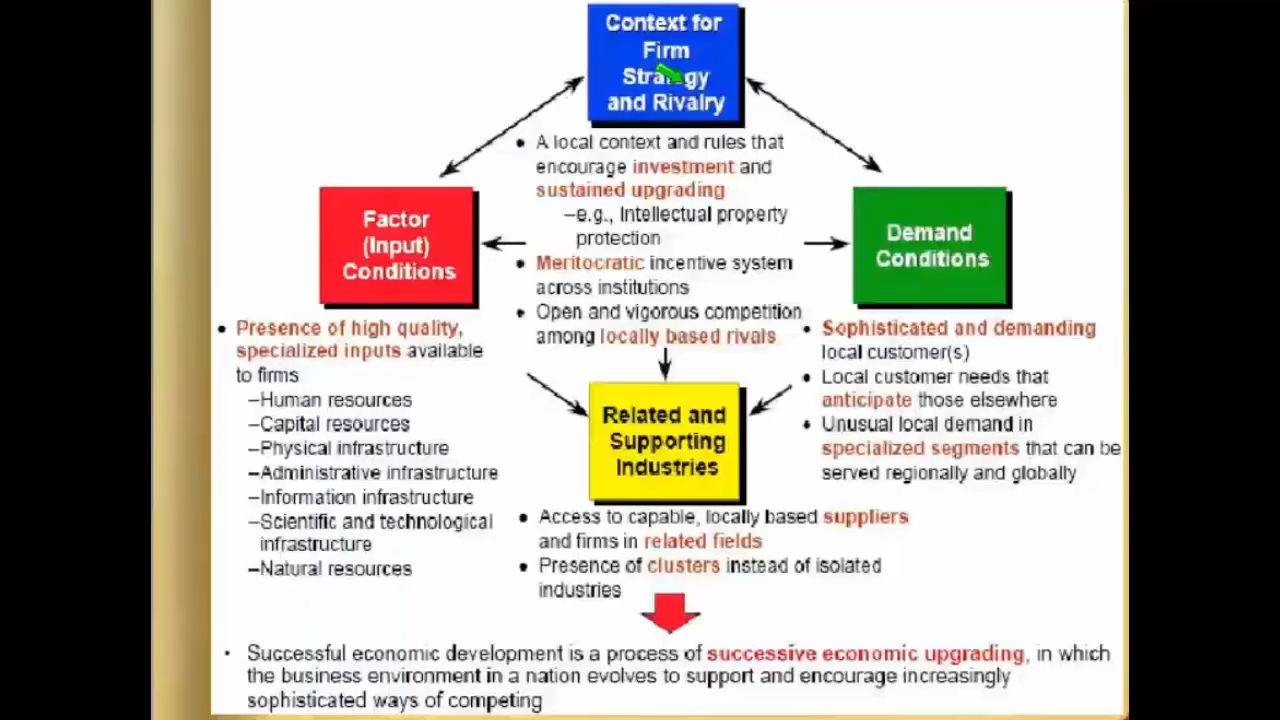 Context for
Firm
Strategy
and Rivalry
• A local context and rules that
encourage investment and
sustained upgrading
–e.g., Intellectual property
protection
• Meritocratic incentive system
across institutions
• Open and vigorous competition
among locally based rivals
Factor
(Input)
Conditions
• Presence of high quality,
specialized inputs available
to firms
–Human resources
–Capital resources
–Physical infrastructure
–Administrative infrastructure
–Information infrastructure
–Scientific and technological
infrastructure
–Natural resources
Demand
Conditions
• Sophisticated and demanding
local customer(s)
• Local customer needs that
anticipate those elsewhere
• Unusual local demand in
specialized segments that can be
served regionally and globally
Related and
Supporting
Industries
• Access to capable, locally based suppliers
and firms in related fields
• Presence of clusters instead of isolated
industries
• Successful economic development is a process of successive economic upgrading, in which
the business environment in a nation evolves to support and encourage increasingly
sophisticated ways of competing